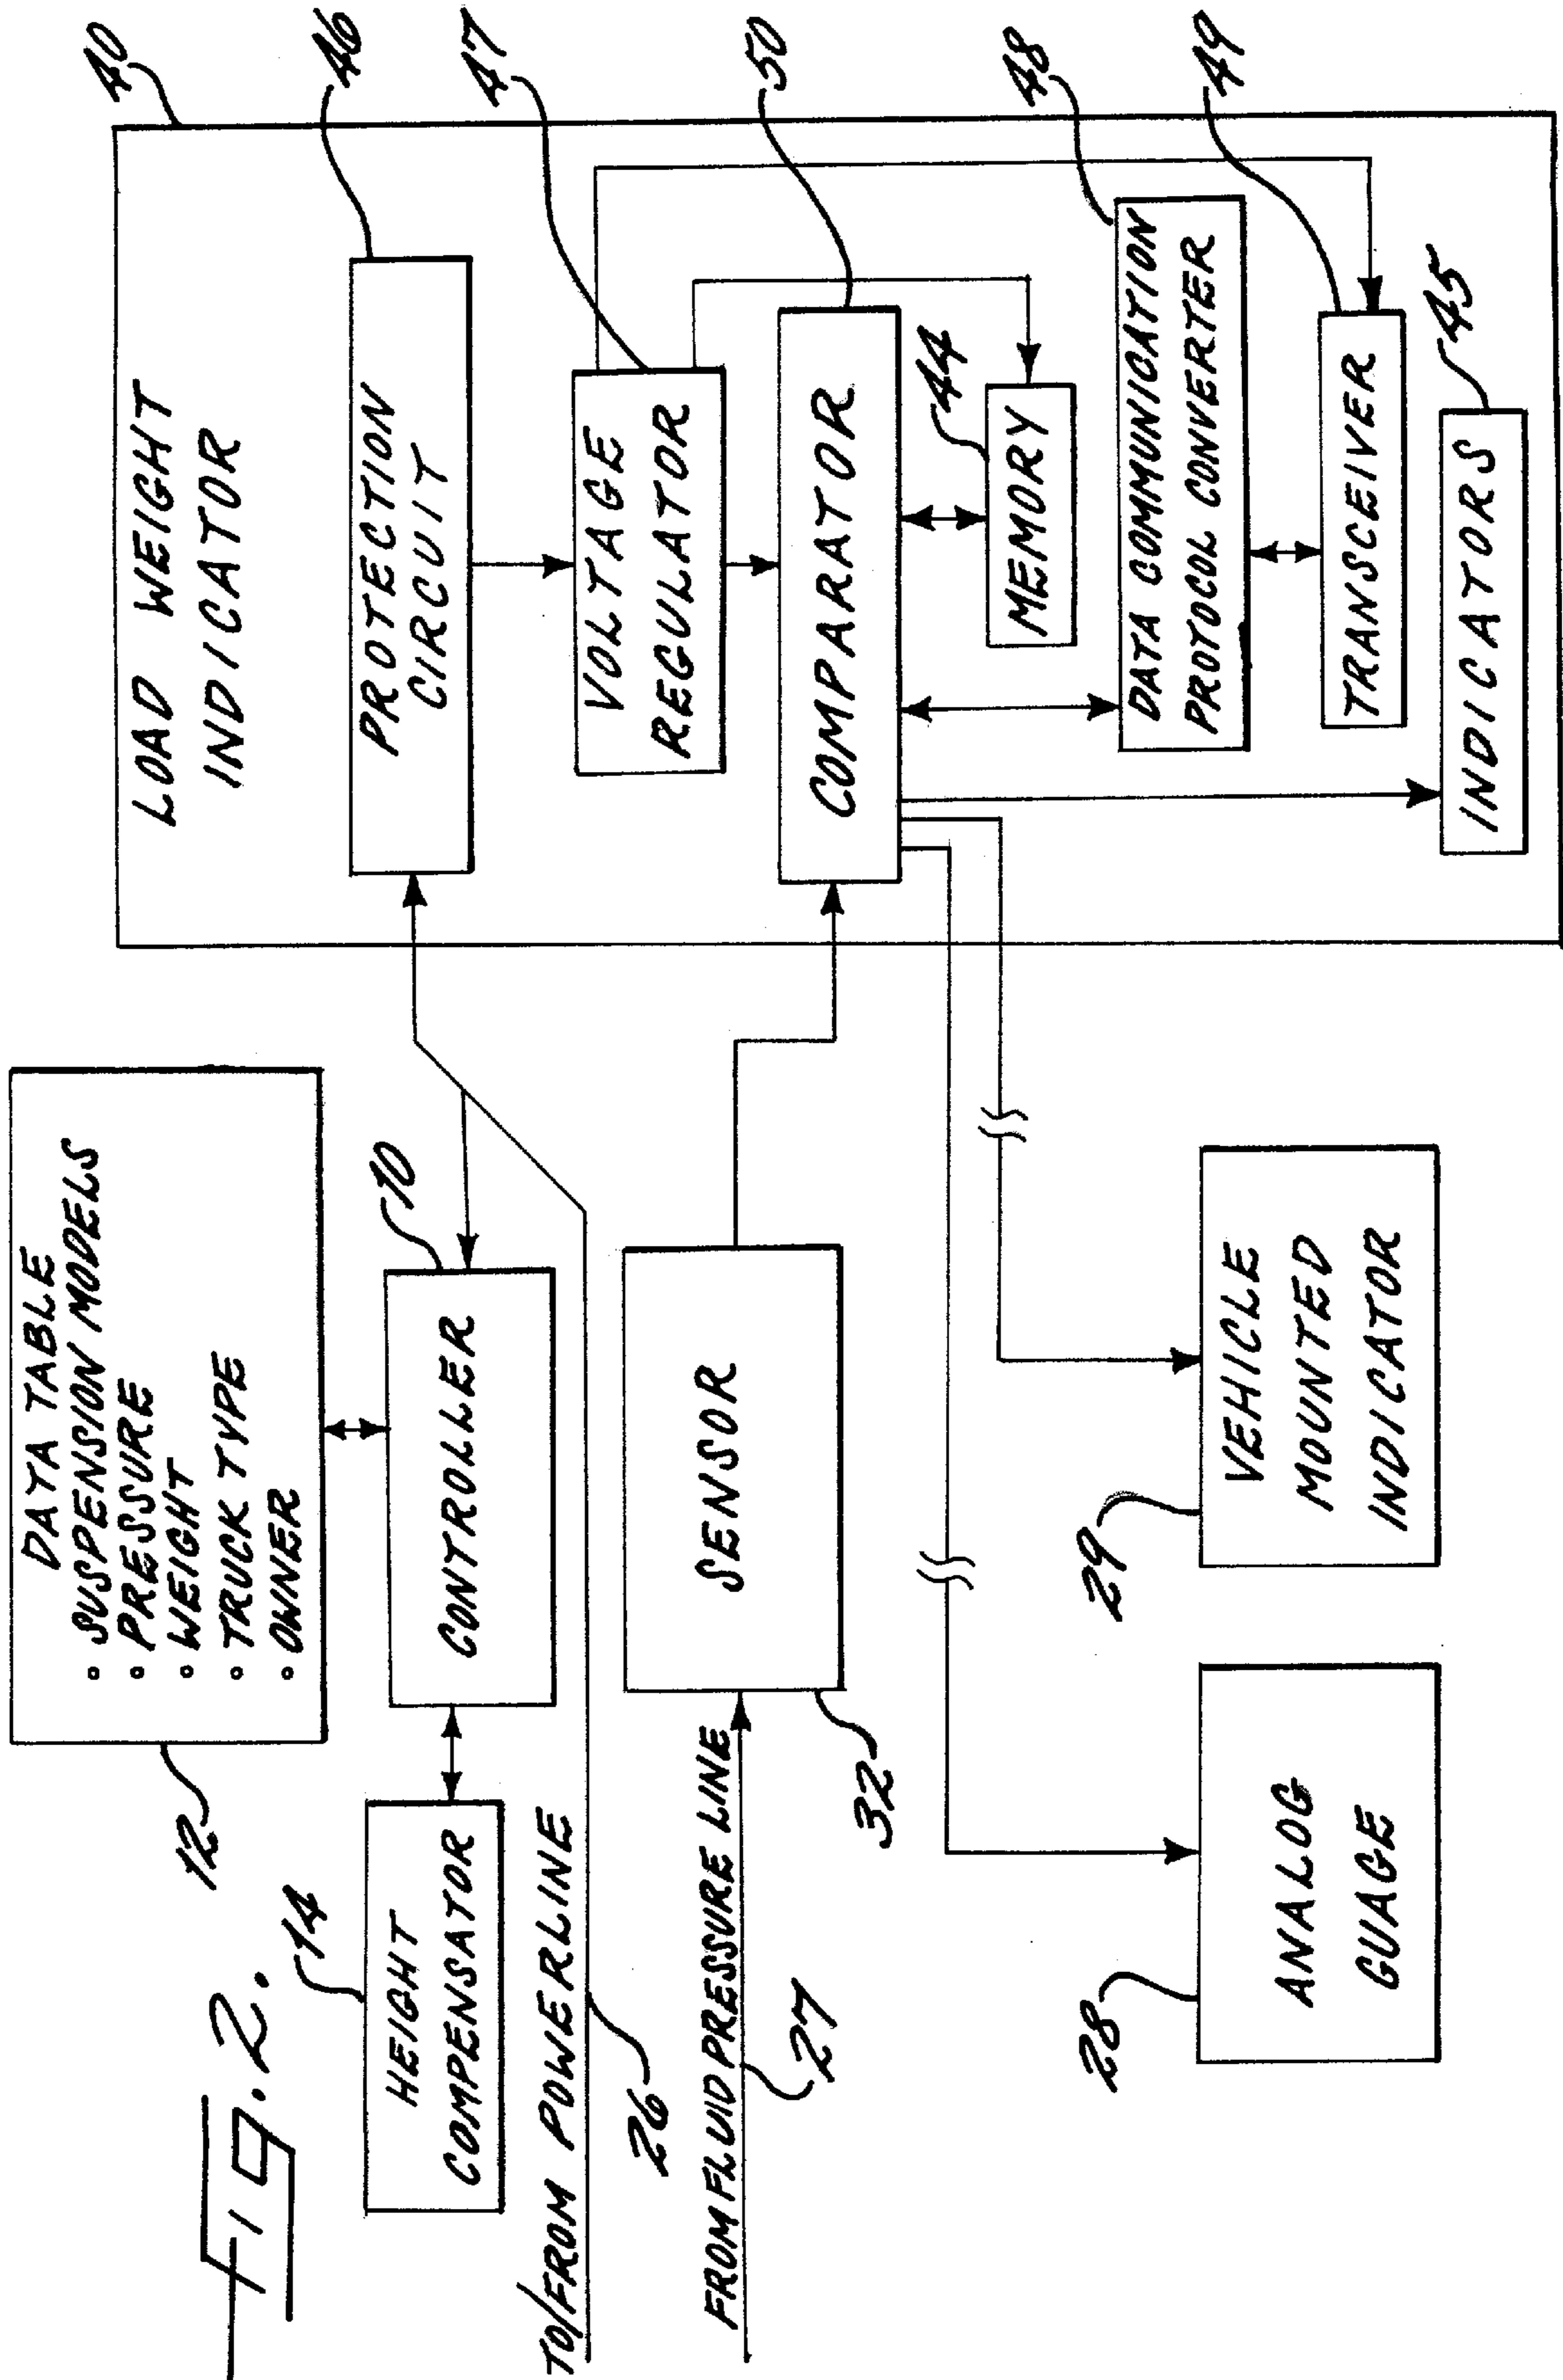 FIG. 2.
12
DATA TABLE
• SUSPENSION MODELS
• PRESSURE
• WEIGHT
• TRUCK TYPE
• OWNER
14
HEIGHT
COMPENSATOR
10
CONTROLLER
TO/FROM POWERLINE
26
FROM FLUID PRESSURE LINE
27
SENSOR
32
28
ANALOG
GUAGE
29
VEHICLE
MOUNTED
INDICATOR
40
LOAD WEIGHT
INDICATOR
46
PROTECTION
CIRCUIT
47
VOLTAGE
REGULATOR
50
COMPARATOR
44
MEMORY
48
DATA COMMUNICATION
PROTOCOL CONVERTER
49
TRANSCEIVER
45
INDICATORS